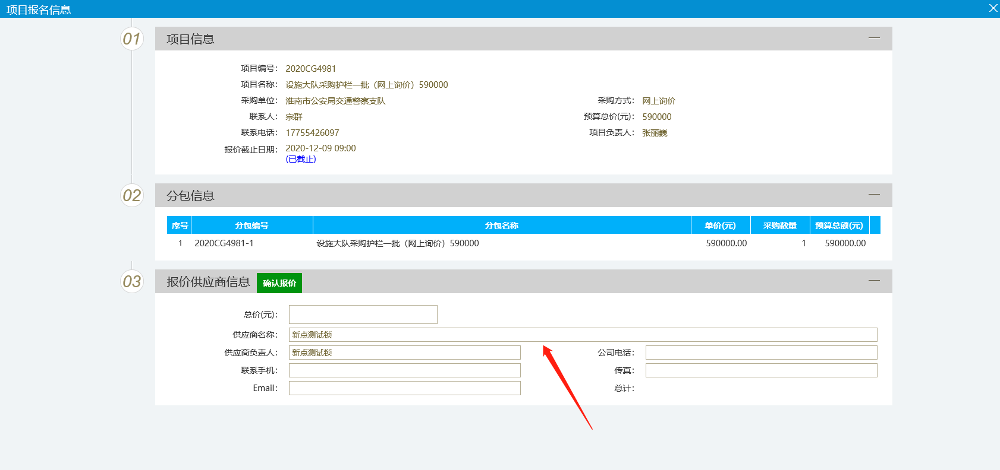 项目报名信息
01
项目信息
项目编号： 2020CG4981
项目名称： 设施大队采购护栏一批（网上询价）590000
采购单位： 淮南市公安局交通警察支队 采购方式： 网上询价
联系人： 宗群 预算总价(元)： 590000
联系电话： 17755426097 项目负责人： 张丽巍
报价截止日期： 2020-12-09 09:00
(已截止)
02
分包信息
序号 分包编号 分包名称 单价(元) 采购数量 预算总额(元)
1 2020CG4981-1 设施大队采购护栏一批（网上询价）590000 590000.00 1 590000.00
03
报价供应商信息 确认报价
总价(元)：
供应商名称： 新点测试锁
供应商负责人： 新点测试锁 公司电话：
联系手机： 传真：
Email： 总计：